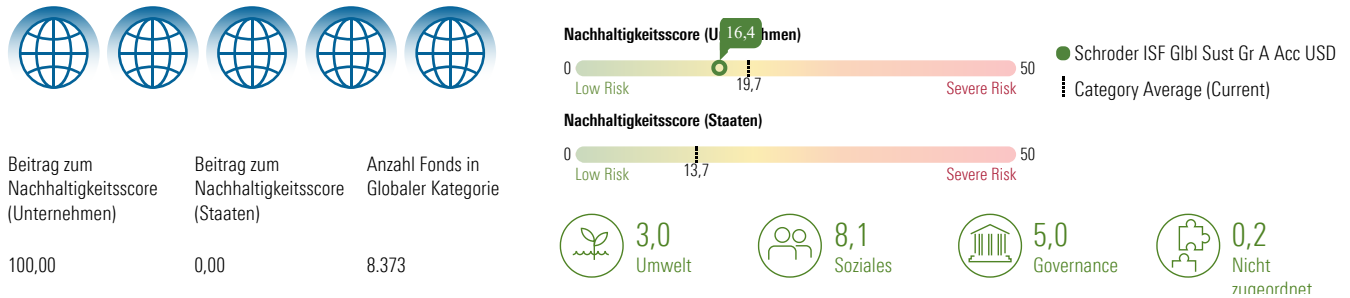 Beitrag zum
Nachhaltigkeitsscore
(Unternehmen)
100,00
Beitrag zum
Nachhaltigkeitsscore
(Staaten)
0,00
Anzahl Fonds in
Globaler Kategorie
8.373
Nachhaltigkeitsscore (U hmen)
16,4
0
50
19,7
Low Risk
Severe Risk
Nachhaltigkeitsscore (Staaten)
0
50
13,7
Low Risk
Severe Risk
Schroder ISF Glbl Sust Gr A Acc USD
Category Average (Current)
3,0
Umwelt
8,1
Soziales
5,0
Governance
0,2
Nicht
zugeordnet